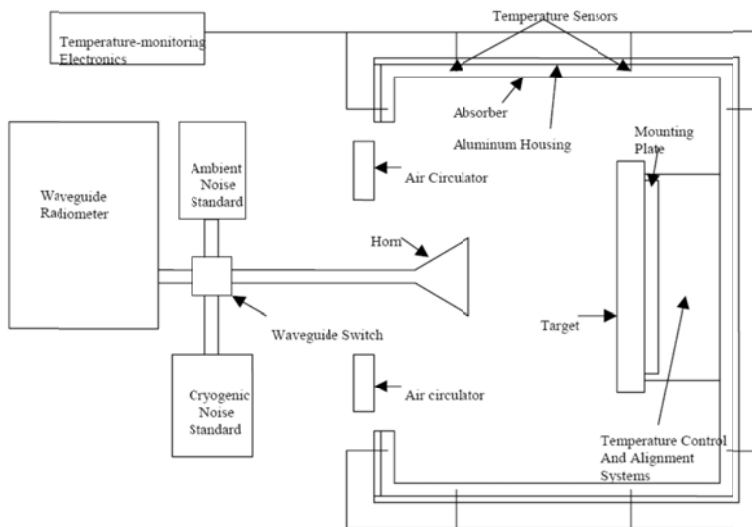 Temperature Sensors
Temperature-monitoring
Electronics
Absorber
Aluminum Housing
Mounting
Plate
Waveguide
Radiometer
Ambient
Noise
Standard
Air Circulator
Horn
Waveguide Switch
Target
Cryogenic
Noise
Standard
Air circulator
Temperature Control
And Alignment
Systems